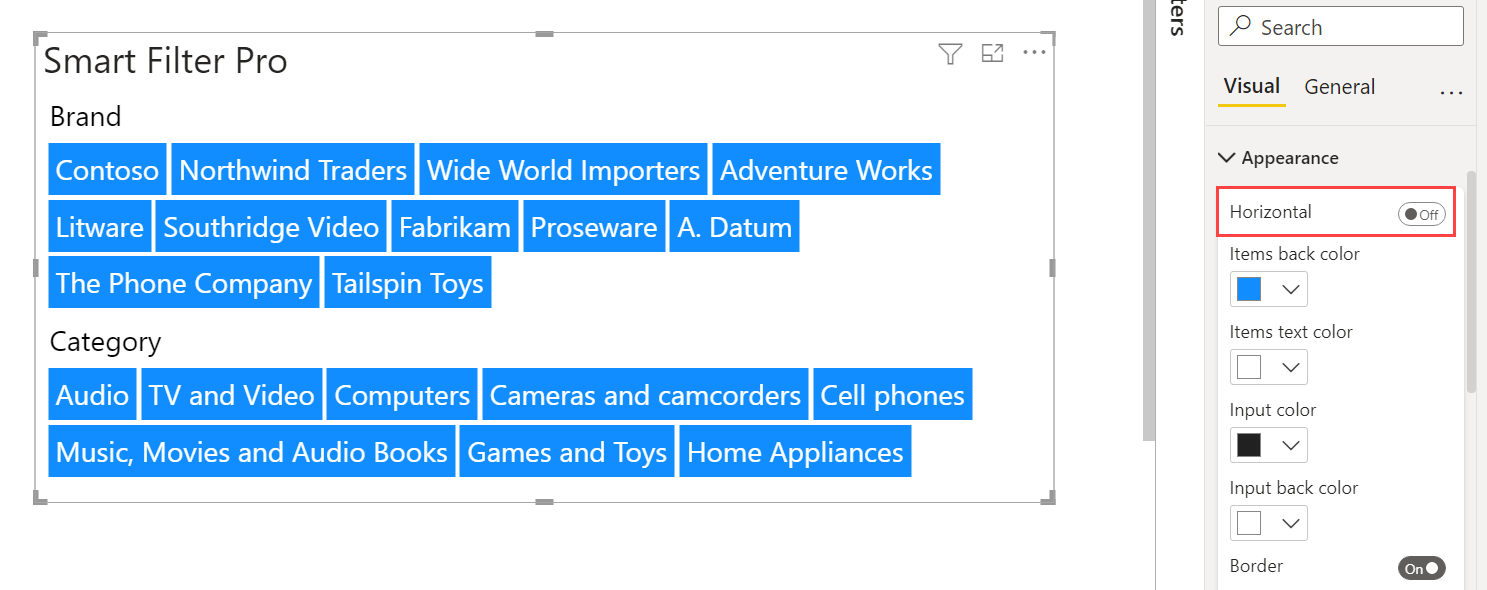 Smart Filter Pro
Brand
Contoso Northwind Traders Wide World Importers Adventure Works
Litware Southridge Video Fabrikam Proseware A. Datum
The Phone Company Tailspin Toys
Category
Audio TV and Video Computers Cameras and camcorders Cell phones
Music, Movies and Audio Books Games and Toys Home Appliances
ters
Search
Visual General
Appearance
Horizontal Off
Items back color
Items text color
Input color
Input back color
Border On